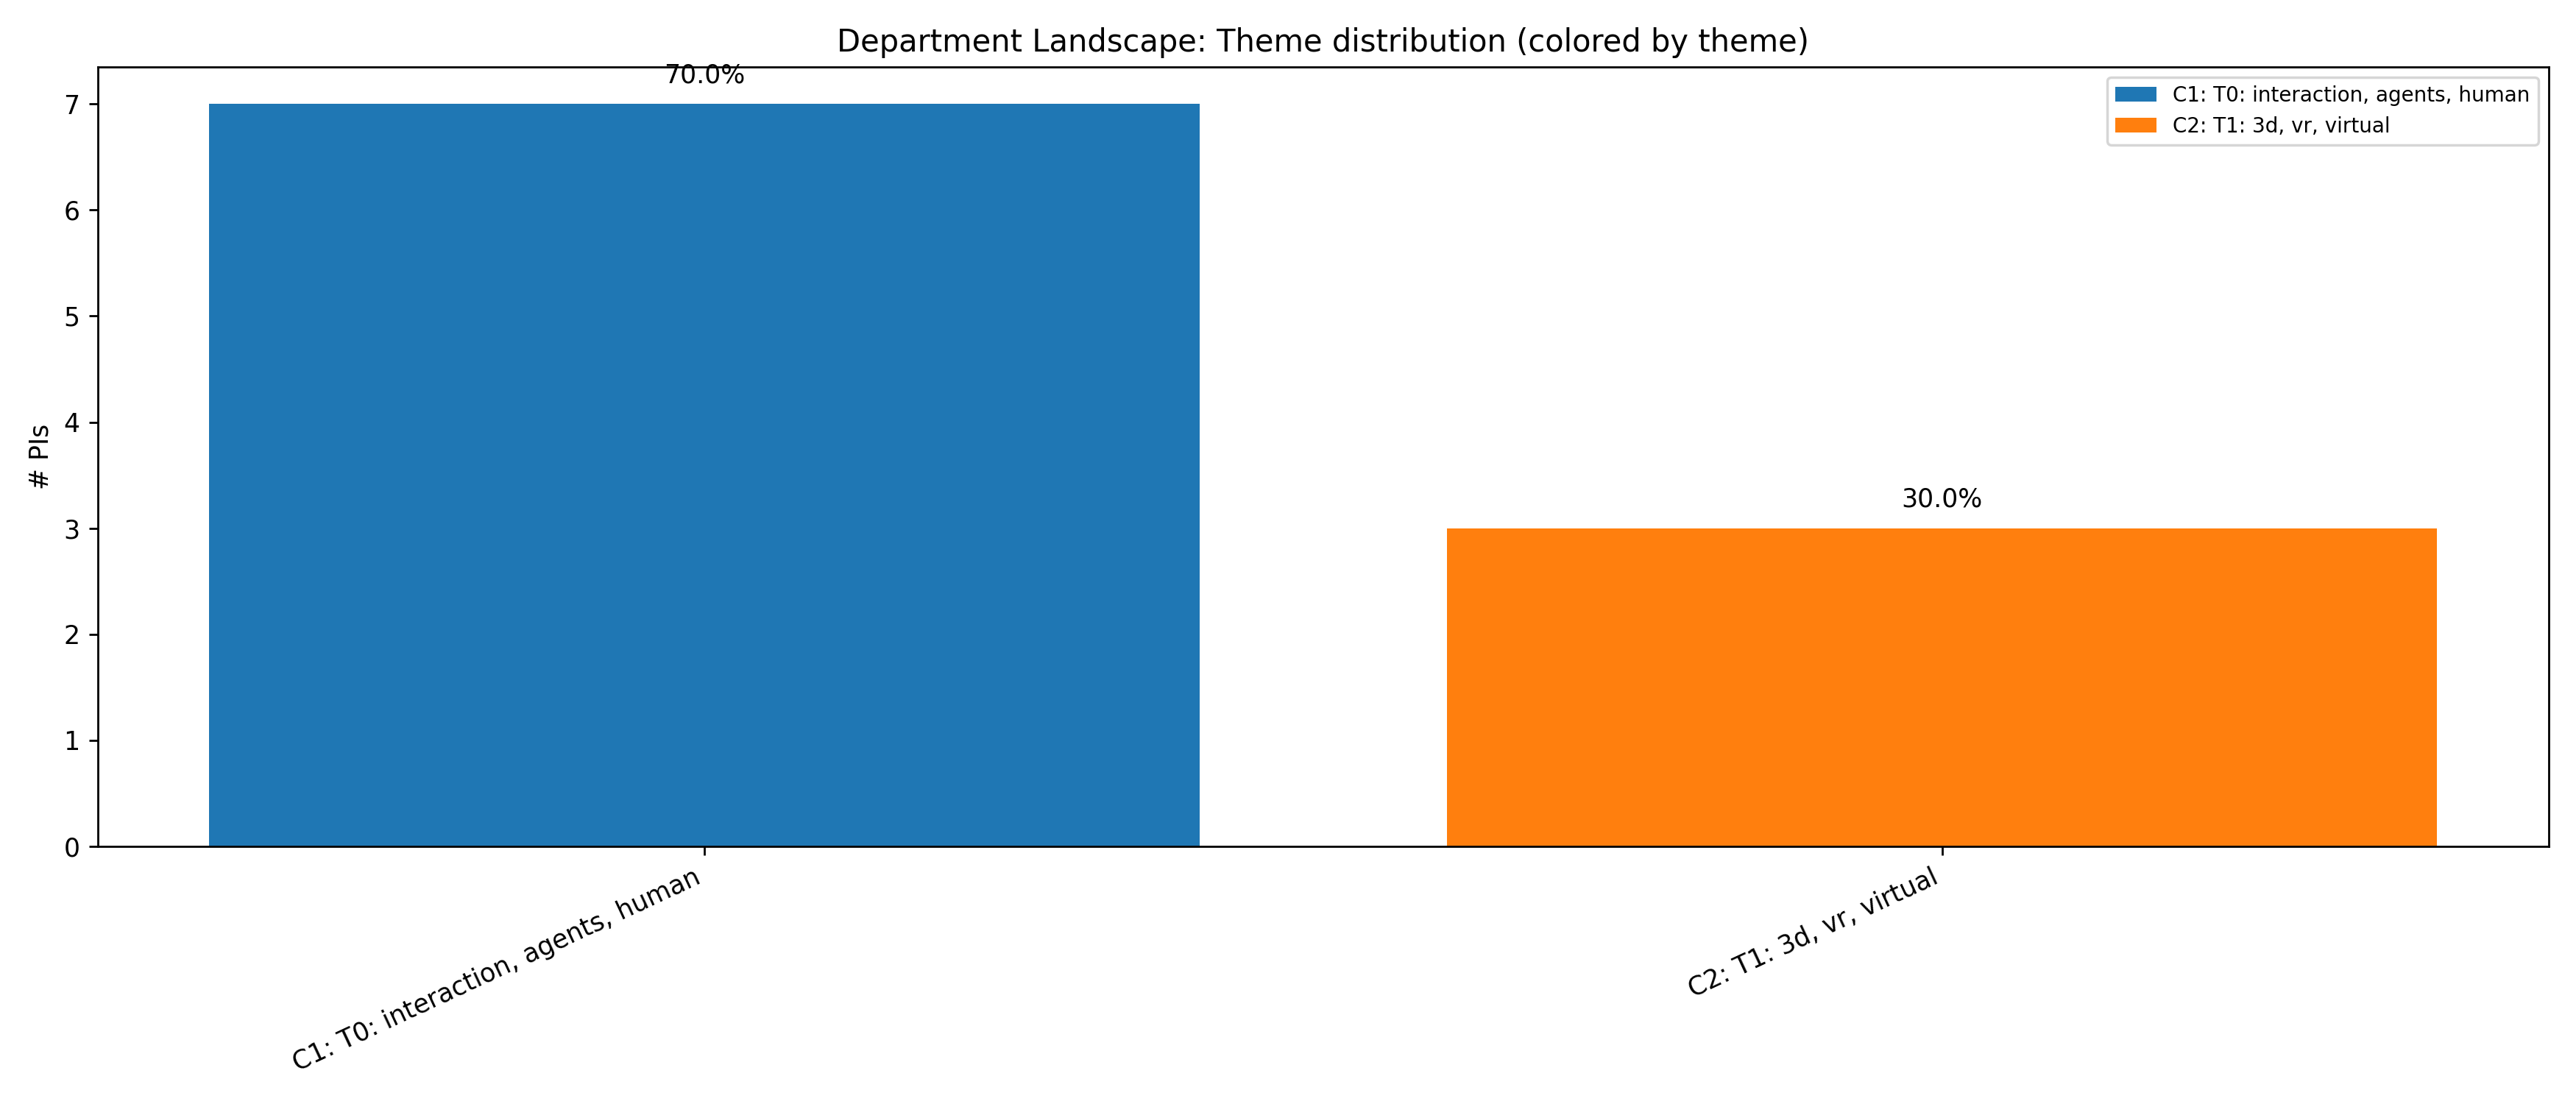 Department Landscape: Theme distribution (colored by theme)
70.0%
C1: T0: interaction, agents, human
C2: T1: 3d, vr, virtual
7
6
5
4
3
2
1
0
# PIs
30.0%
C1: T0: interaction, agents, human
C2: T1: 3d, vr, virtual